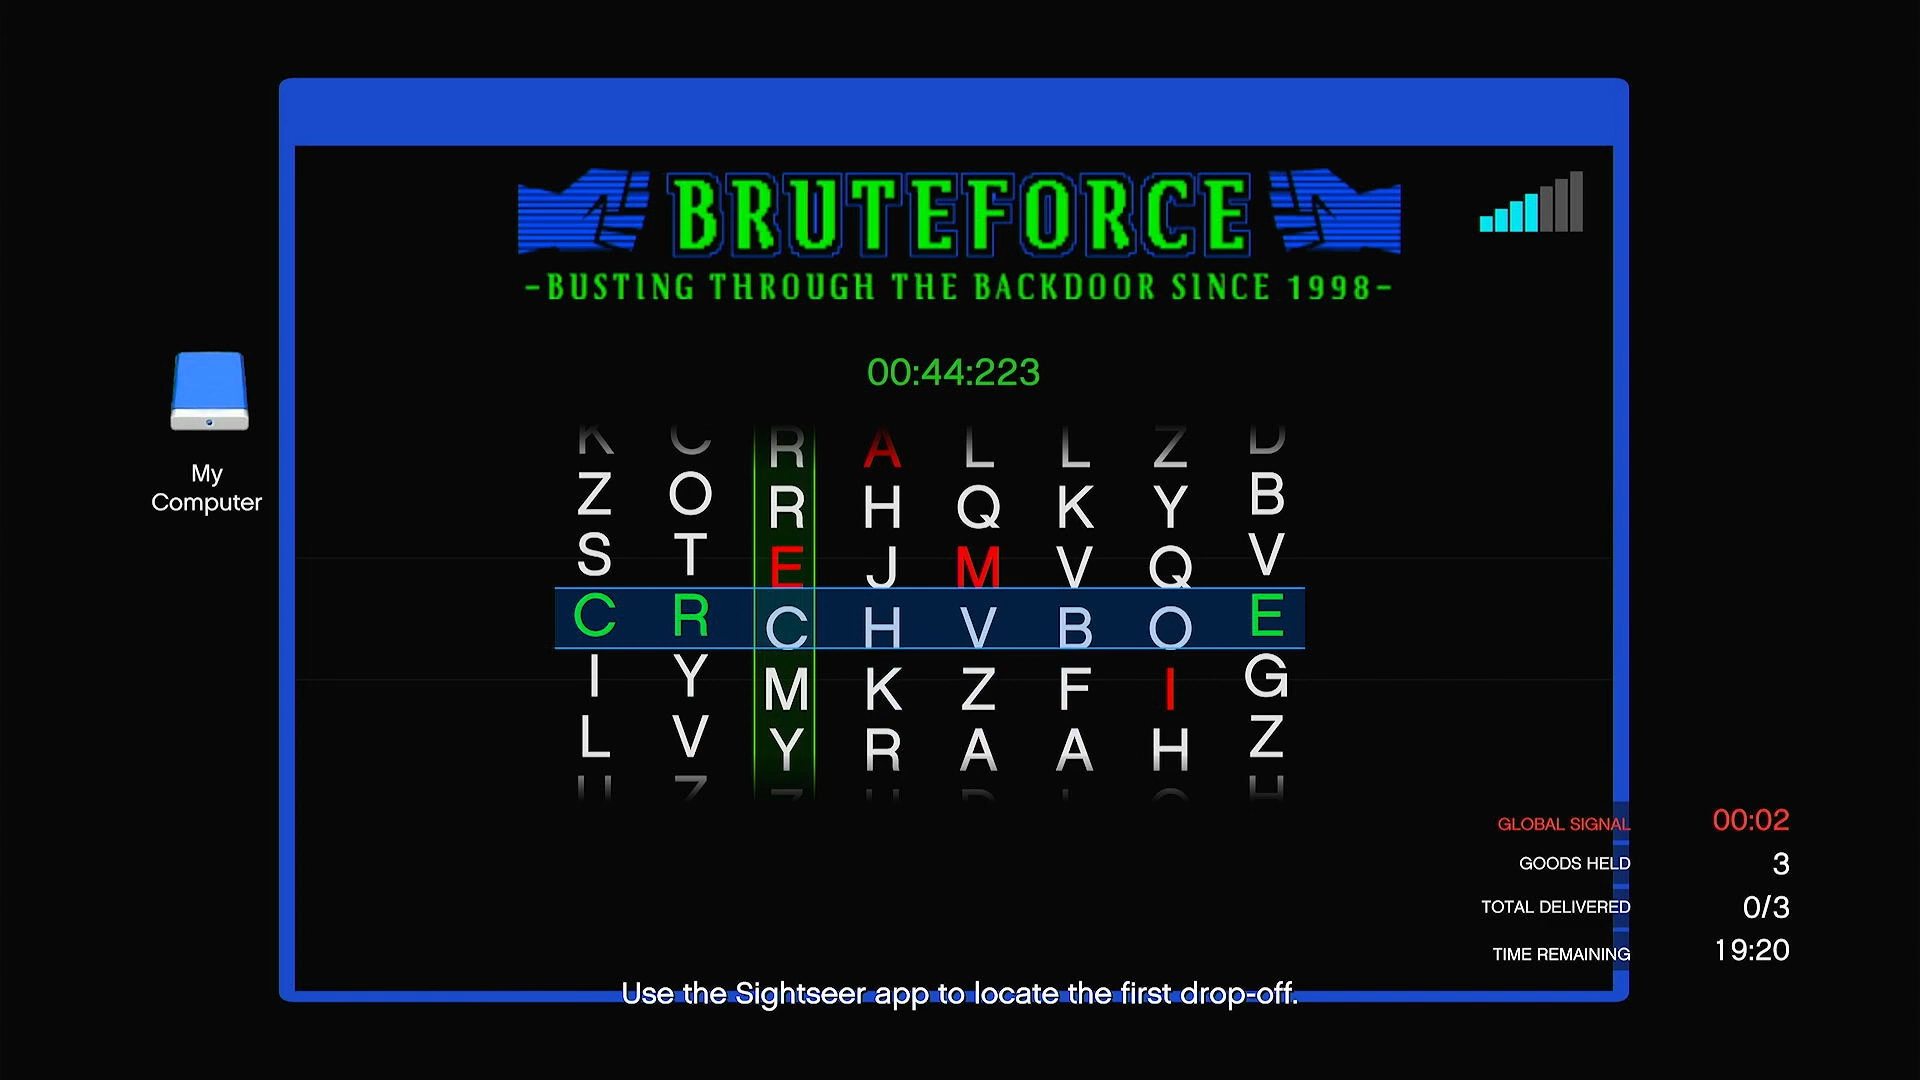 BRUTEFORCE
-BUSTING THROUGH THE BACKDOOR SINCE 1998-
00:44:223
K C R A L L Z D
Z O R H Q K Y B
S T E J M V Q V
C R C H V B O E
I Y M K Z F I G
L V Y R A A H Z
My
Computer
GLOBAL SIGNAL 00:02
GOODS HELD 3
TOTAL DELIVERED 0/3
TIME REMAINING 19:20
Use the Sightseer app to locate the first drop-off.